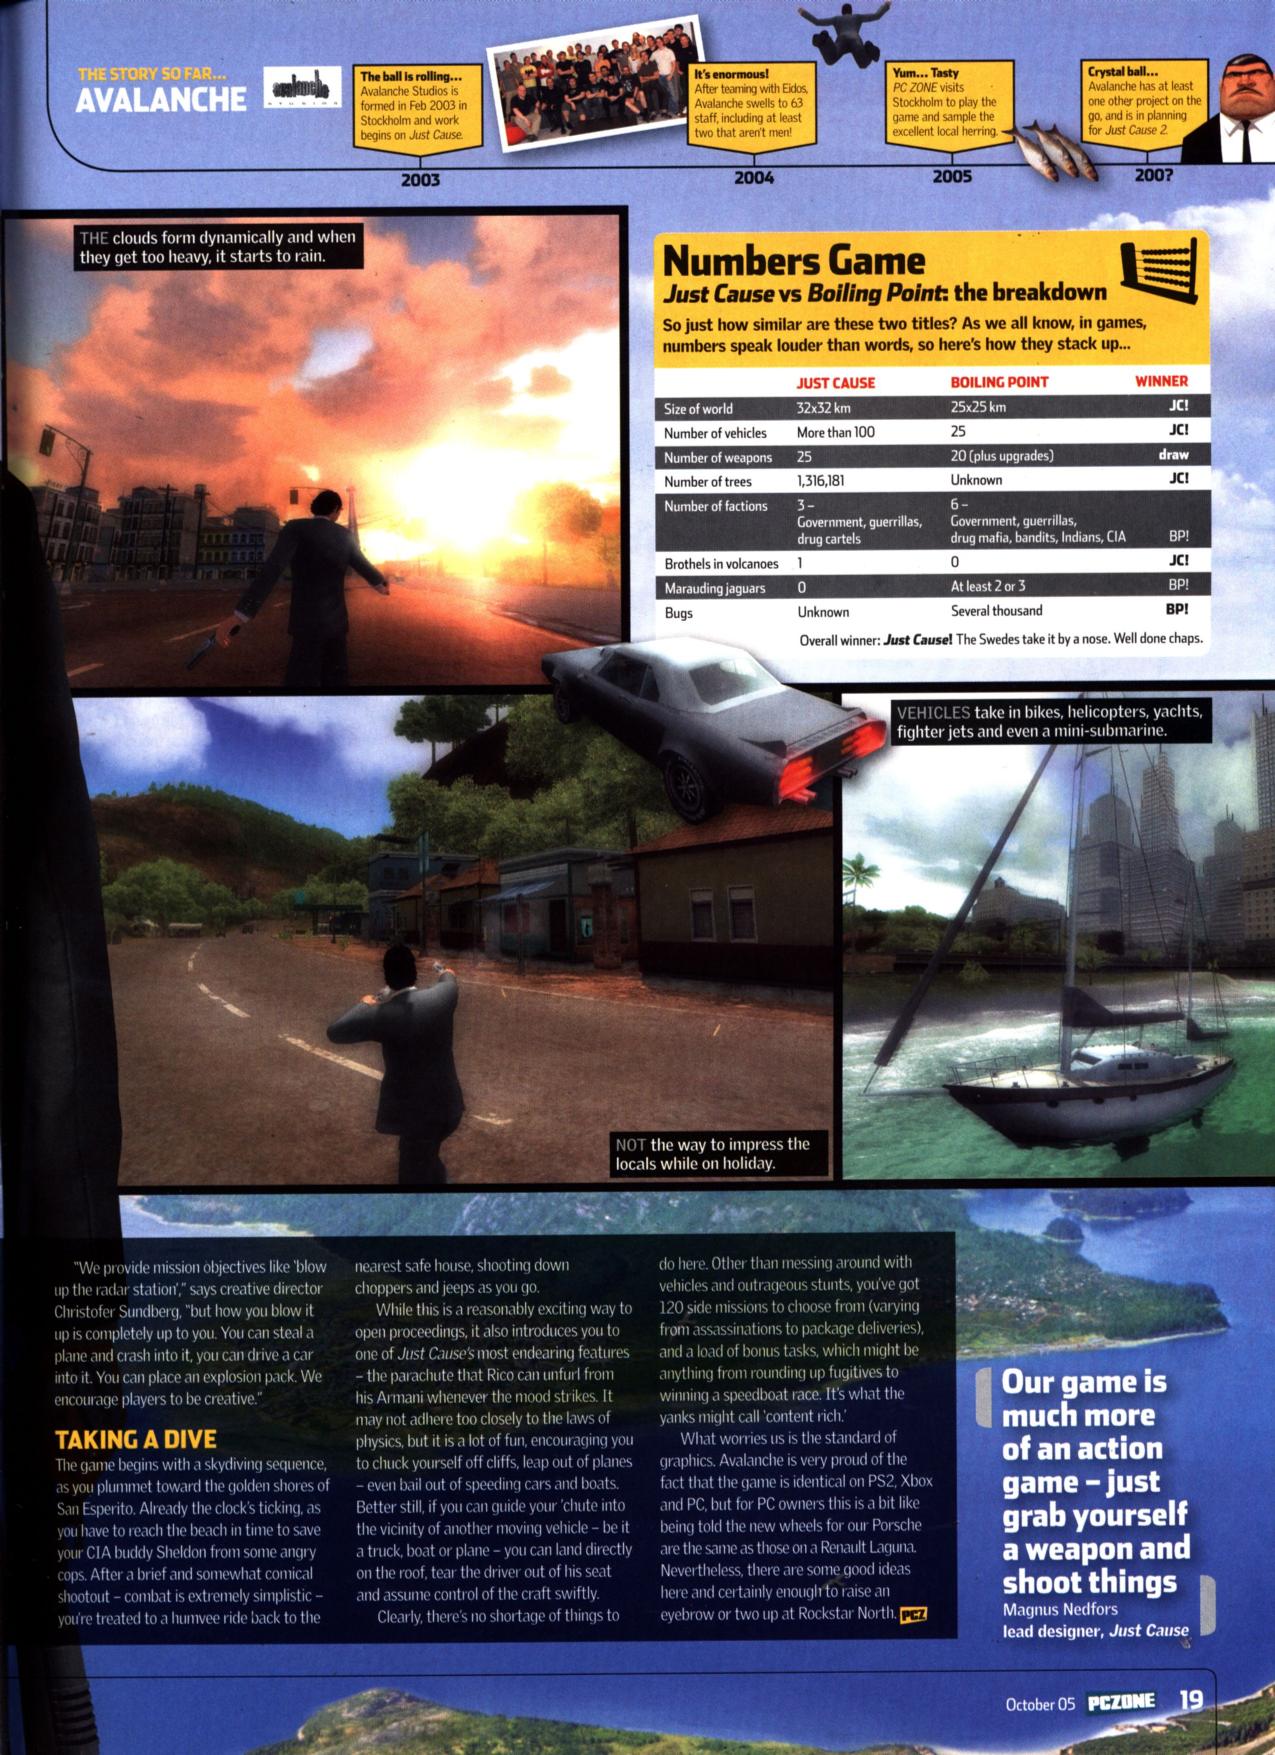 THE STORY SO FAR...
AVALANCHE
avalanche
STUDIOS
The ball is rolling...
Avalanche Studios is
formed in Feb 2003 in
Stockholm and work
begins on Just Cause.
2003
It's enormous!
After teaming with Eidos,
Avalanche swells to 63
staff, including at least
two that aren't men!
2004
Yum... Tasty
PC ZONE visits
Stockholm to play the
game and sample the
excellent local herring.
2005
Crystal ball...
Avalanche has at least
one other project on the
go, and is in planning
for Just Cause 2.
200?
THE clouds form dynamically and when
they get too heavy, it starts to rain.
Numbers Game
Just Cause vs Boiling Point: the breakdown
So just how similar are these two titles? As we all know, in games,
numbers speak louder than words, so here's how they stack up...
JUST CAUSE BOILING POINT WINNER
Size of world 32x32 km 25x25 km JC!
Number of vehicles More than 100 25 JC!
Number of weapons 25 20 (plus upgrades) draw
Number of trees 1,316,181 Unknown JC!
Number of factions 3 – 6 –
Government, guerrillas, Government, guerrillas,
drug cartels drug mafia, bandits, Indians, CIA BP!
Brothels in volcanoes 1 0 JC!
Marauding jaguars 0 At least 2 or 3 BP!
Bugs Unknown Several thousand BP!
Overall winner: Just Cause! The Swedes take it by a nose. Well done chaps.
VEHICLES take in bikes, helicopters, yachts,
fighter jets and even a mini-submarine.
NOT the way to impress the
locals while on holiday.
"We provide mission objectives like 'blow
up the radar station'," says creative director
Christofer Sundberg, "but how you blow it
up is completely up to you. You can steal a
plane and crash into it, you can drive a car
into it. You can place an explosion pack. We
encourage players to be creative."
TAKING A DIVE
The game begins with a skydiving sequence,
as you plummet toward the golden shores of
San Esperito. Already the clock's ticking, as
you have to reach the beach in time to save
your CIA buddy Sheldon from some angry
cops. After a brief and somewhat comical
shootout – combat is extremely simplistic –
you're treated to a humvee ride back to the
nearest safe house, shooting down
choppers and jeeps as you go.
While this is a reasonably exciting way to
open proceedings, it also introduces you to
one of Just Cause's most endearing features
– the parachute that Rico can unfurl from
his Armani whenever the mood strikes. It
may not adhere too closely to the laws of
physics, but it is a lot of fun, encouraging you
to chuck yourself off cliffs, leap out of planes
– even bail out of speeding cars and boats.
Better still, if you can guide your 'chute into
the vicinity of another moving vehicle – be it
a truck, boat or plane – you can land directly
on the roof, tear the driver out of his seat
and assume control of the craft swiftly.
Clearly, there's no shortage of things to
do here. Other than messing around with
vehicles and outrageous stunts, you've got
120 side missions to choose from (varying
from assassinations to package deliveries),
and a load of bonus tasks, which might be
anything from rounding up fugitives to
winning a speedboat race. It's what the
yanks might call 'content rich.'
What worries us is the standard of
graphics. Avalanche is very proud of the
fact that the game is identical on PS2, Xbox
and PC, but for PC owners this is a bit like
being told the new wheels for our Porsche
are the same as those on a Renault Laguna.
Nevertheless, there are some good ideas
here and certainly enough to raise an
eyebrow or two up at Rockstar North. PCZ
Our game is
much more
of an action
game – just
grab yourself
a weapon and
shoot things
Magnus Nedfors
lead designer, Just Cause
October 05 PCZONE 19